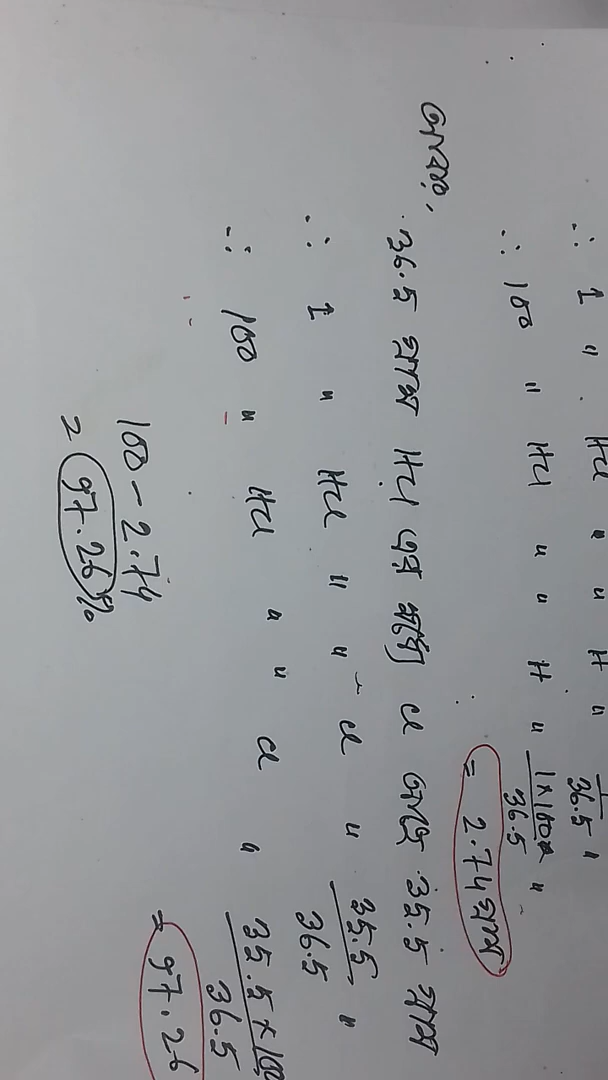 ∴ 1 " HCl " " H " 1/36.5 "
∴ 100 " HCl " " H " 1×100/36.5 "
= 2.74 গ্রাম
আবার,
36.5 গ্রাম HCl এর মধ্যে Cl আছে 35.5 গ্রাম
∴ 1 " HCl " " Cl " 35.5/36.5 "
∴ 100 " HCl " " Cl " 35.5×100/36.5
= 97.26
100 - 2.74
= 97.26%